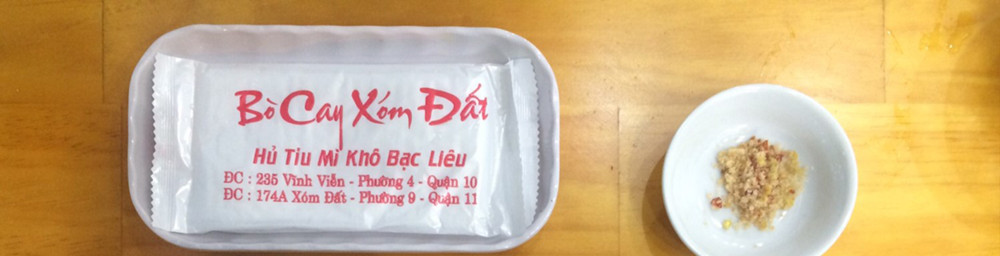 Bò Cay Xóm Đất
Hủ Tiu Mì Khô Bạc Liêu
ĐC : 235 Vĩnh Viễn - Phường 4 - Quận 10
ĐC : 174A Xóm Đất - Phường 9 - Quận 11